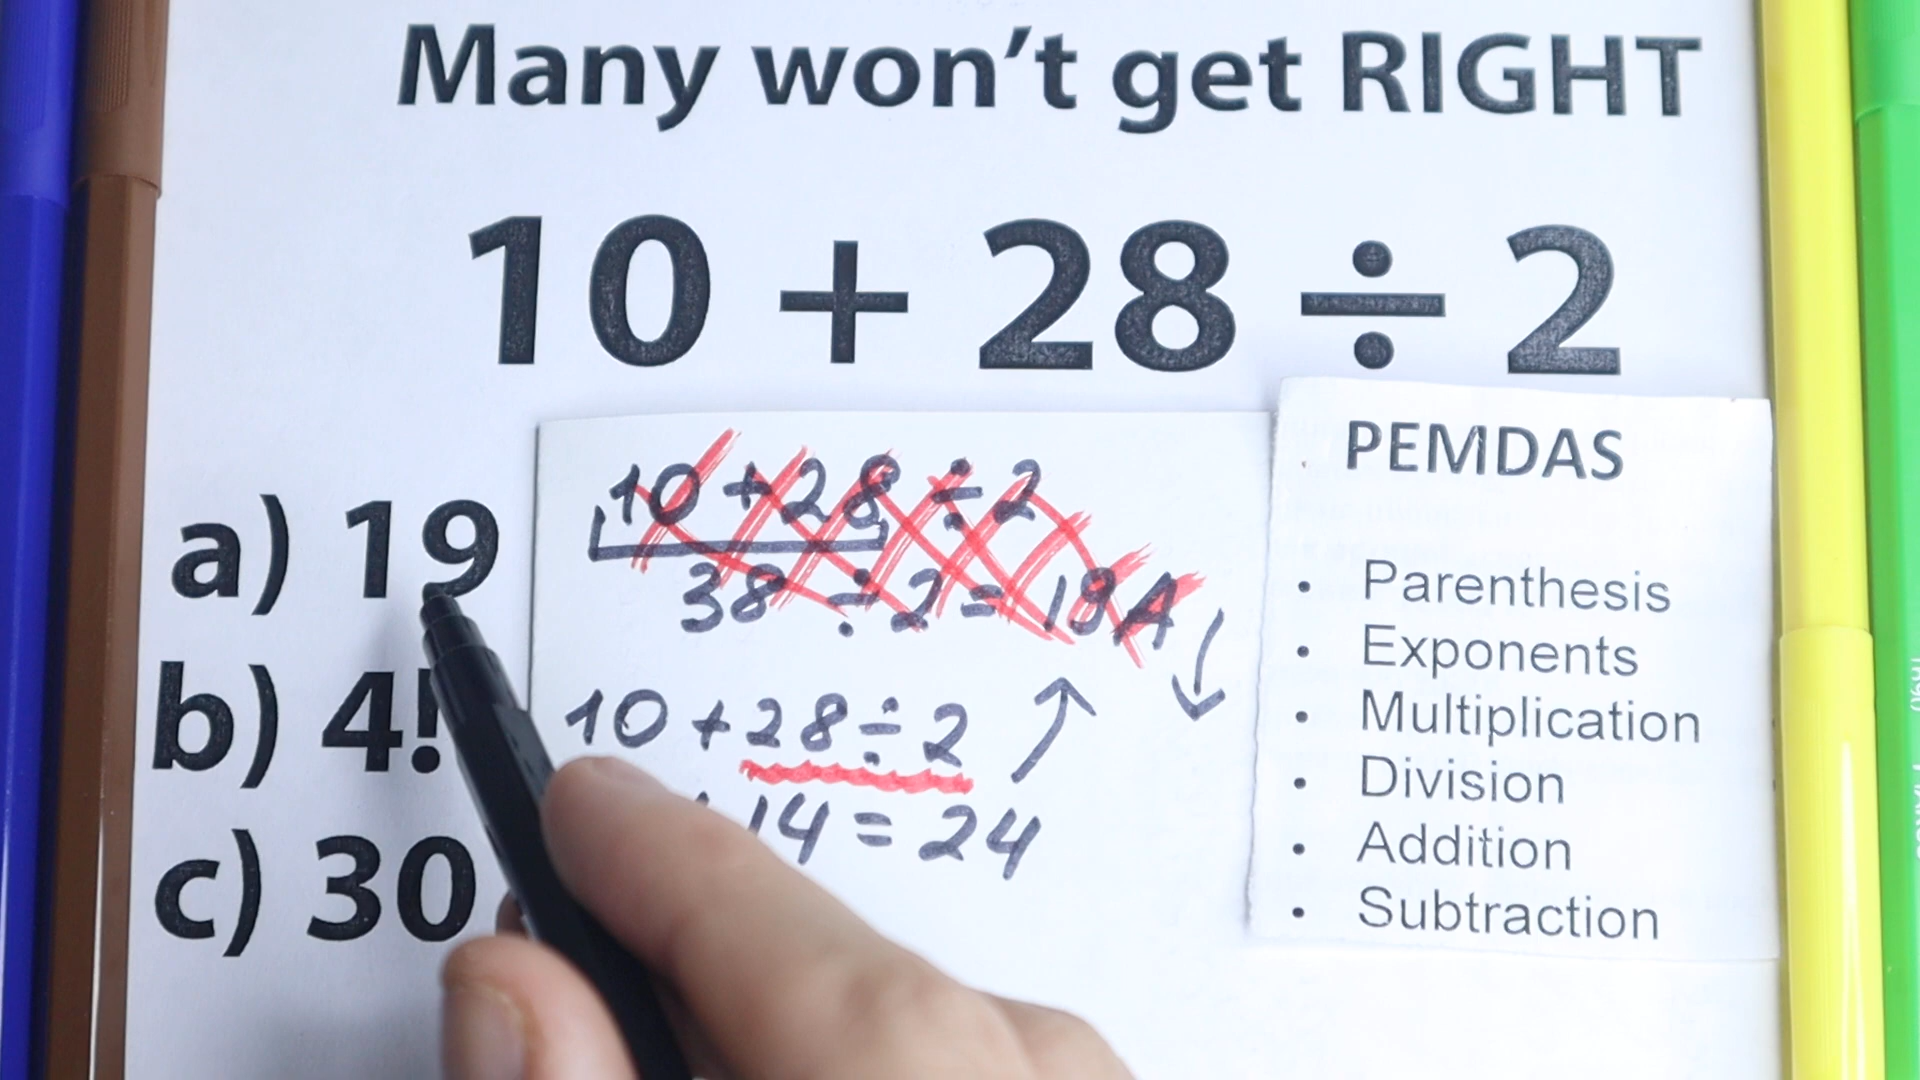 Many won't get RIGHT
10 + 28 ÷ 2
a) 19
b) 4!
c) 30
10 + 28 ÷ 2
38 ÷ 2 = 19 A
10 + 28 ÷ 2
14 = 24
PEMDAS
• Parenthesis
• Exponents
• Multiplication
• Division
• Addition
• Subtraction